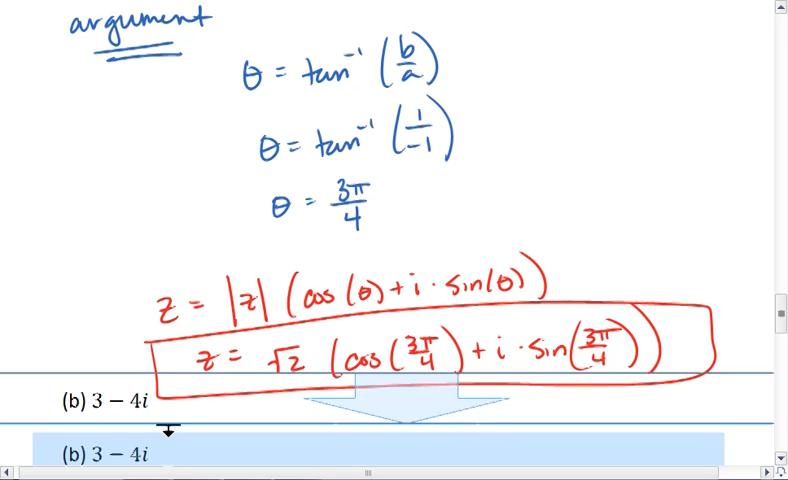 argument
θ = tan⁻¹ (b/a)
θ = tan⁻¹ (1/-1)
θ = 3π/4
z = |z| (cos(θ) + i · sin(θ))
z = √2 (cos(3π/4) + i · sin(3π/4))
(b) 3 − 4i
(b) 3 − 4i